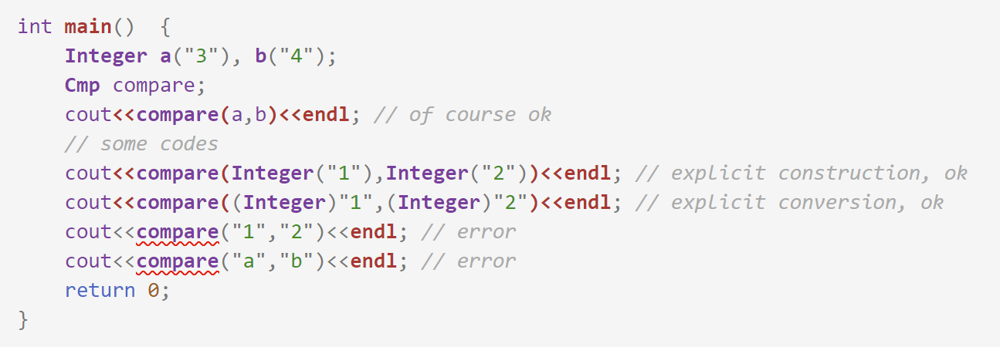 int main()  {
    Integer a("3"), b("4");
    Cmp compare;
    cout<<compare(a,b)<<endl; // of course ok
    // some codes
    cout<<compare(Integer("1"),Integer("2"))<<endl; // explicit construction, ok
    cout<<compare((Integer)"1",(Integer)"2")<<endl; // explicit conversion, ok
    cout<<compare("1","2")<<endl; // error
    cout<<compare("a","b")<<endl; // error
    return 0;
}